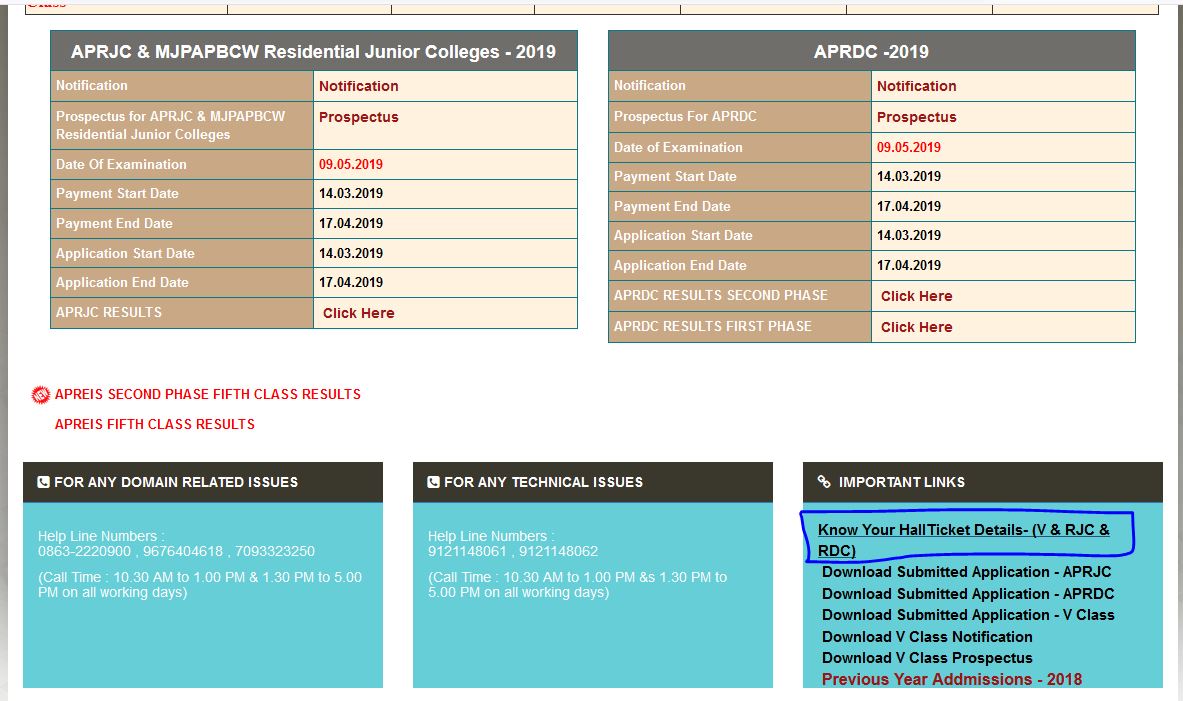 Class
APRJC & MJPAPBCW Residential Junior Colleges - 2019
Notification Notification
Prospectus for APRJC & MJPAPBCW Prospectus
Residential Junior Colleges
Date Of Examination 09.05.2019
Payment Start Date 14.03.2019
Payment End Date 17.04.2019
Application Start Date 14.03.2019
Application End Date 17.04.2019
APRJC RESULTS Click Here
APRDC -2019
Notification Notification
Prospectus For APRDC Prospectus
Date of Examination 09.05.2019
Payment Start Date 14.03.2019
Payment End Date 17.04.2019
Application Start Date 14.03.2019
Application End Date 17.04.2019
APRDC RESULTS SECOND PHASE Click Here
APRDC RESULTS FIRST PHASE Click Here
APREIS SECOND PHASE FIFTH CLASS RESULTS
APREIS FIFTH CLASS RESULTS
FOR ANY DOMAIN RELATED ISSUES
Help Line Numbers :
0863-2220900 , 9676404618 , 7093323250
(Call Time : 10.30 AM to 1.00 PM & 1.30 PM to 5.00
PM on all working days)
FOR ANY TECHNICAL ISSUES
Help Line Numbers :
9121148061 , 9121148062
(Call Time : 10.30 AM to 1.00 PM &s 1.30 PM to
5.00 PM on all working days)
IMPORTANT LINKS
Know Your HallTicket Details- (V & RJC &
RDC)
Download Submitted Application - APRJC
Download Submitted Application - APRDC
Download Submitted Application - V Class
Download V Class Notification
Download V Class Prospectus
Previous Year Addmissions - 2018